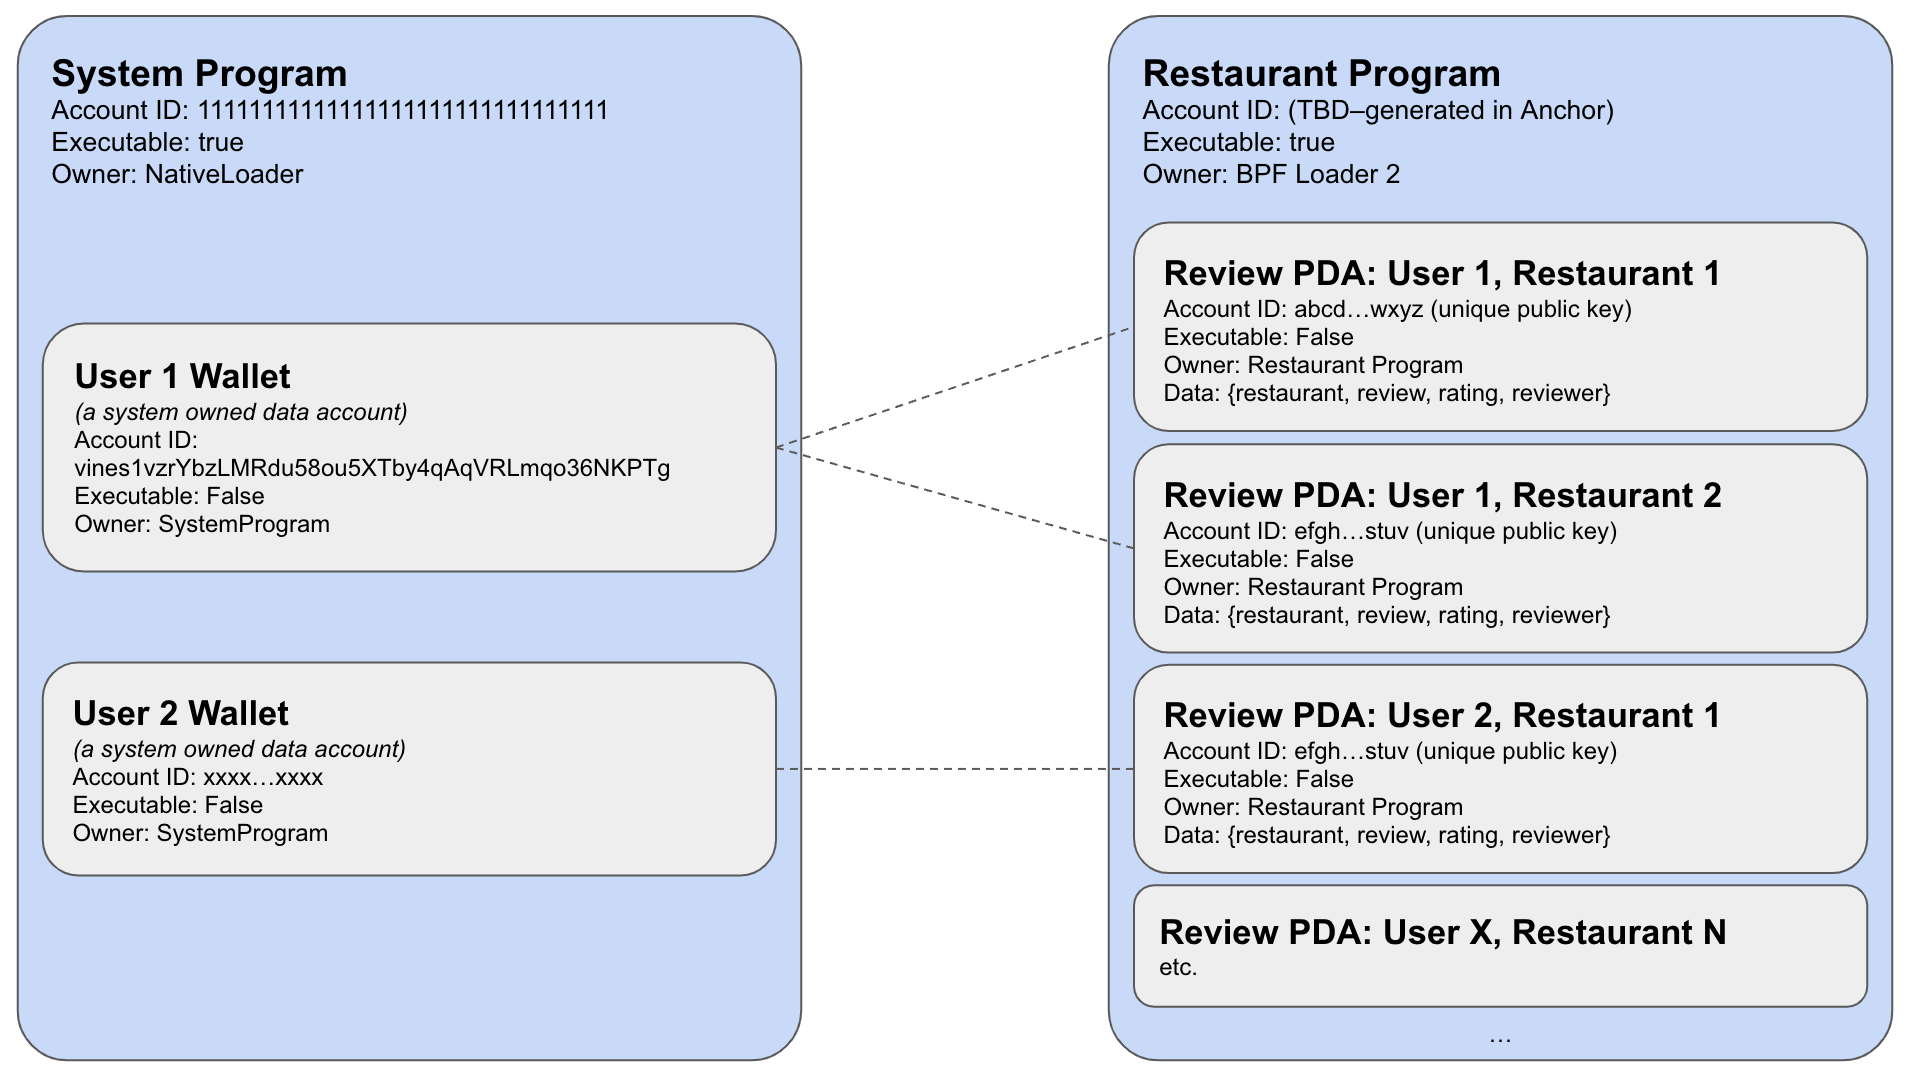 System Program
Account ID: 11111111111111111111111111111111
Executable: true
Owner: NativeLoader
User 1 Wallet
(a system owned data account)
Account ID:
vines1vzrYbzLMRdu58ou5XTby4qAqVRLmqo36NKPTg
Executable: False
Owner: SystemProgram
User 2 Wallet
(a system owned data account)
Account ID: xxxx…xxxx
Executable: False
Owner: SystemProgram
Restaurant Program
Account ID: (TBD–generated in Anchor)
Executable: true
Owner: BPF Loader 2
Review PDA: User 1, Restaurant 1
Account ID: abcd…wxyz (unique public key)
Executable: False
Owner: Restaurant Program
Data: {restaurant, review, rating, reviewer}
Review PDA: User 1, Restaurant 2
Account ID: efgh…stuv (unique public key)
Executable: False
Owner: Restaurant Program
Data: {restaurant, review, rating, reviewer}
Review PDA: User 2, Restaurant 1
Account ID: efgh…stuv (unique public key)
Executable: False
Owner: Restaurant Program
Data: {restaurant, review, rating, reviewer}
Review PDA: User X, Restaurant N
etc.
…